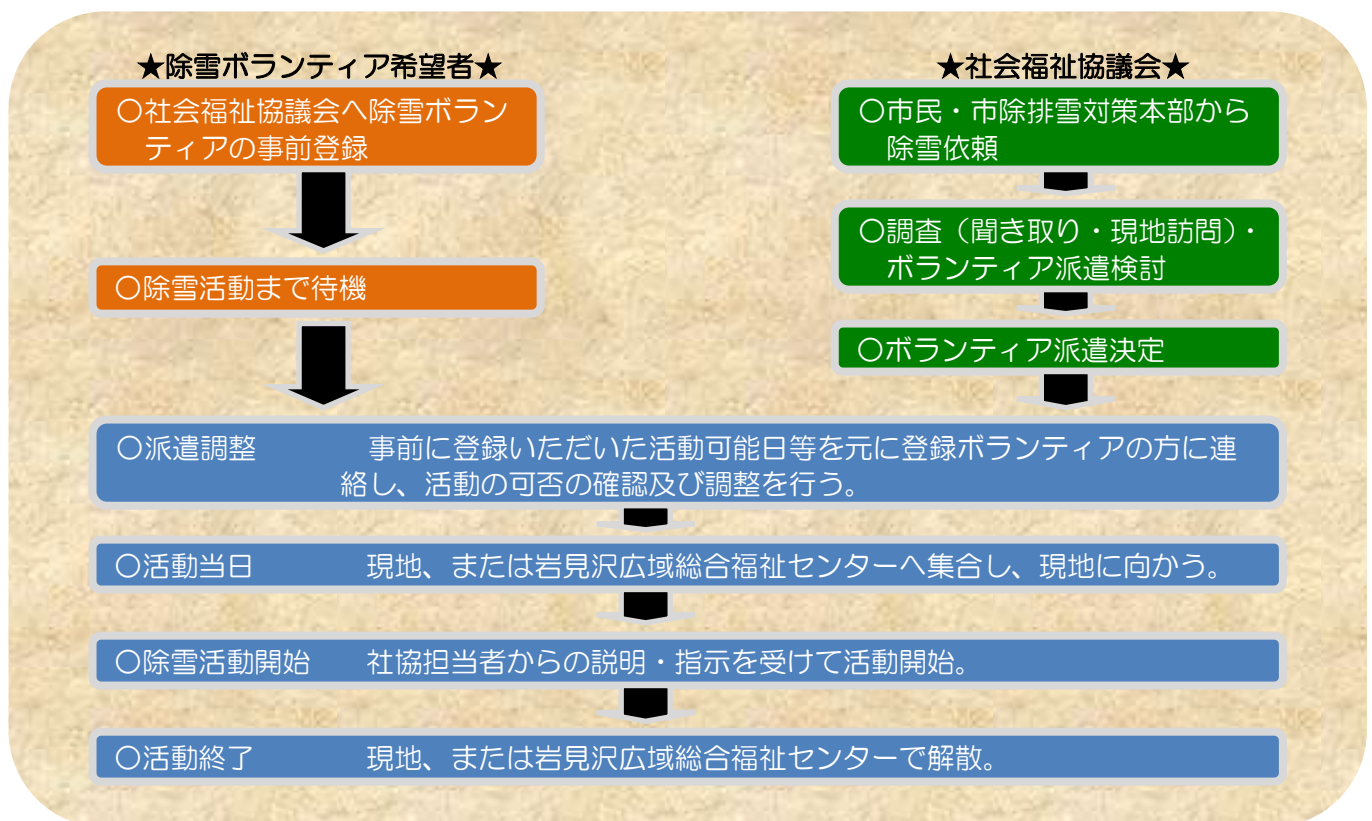 ★除雪ボランティア希望者★
〇社会福祉協議会へ除雪ボラン
ティアの事前登録
〇除雪活動まで待機
★社会福祉協議会★
〇市民・市除排雪対策本部から
除雪依頼
〇調査（聞き取り・現地訪問）・
ボランティア派遣検討
〇ボランティア派遣決定
〇派遣調整　　　　事前に登録いただいた活動可能日等を元に登録ボランティアの方に連
絡し、活動の可否の確認及び調整を行う。
〇活動当日　　　　現地、または岩見沢広域総合福祉センターへ集合し、現地に向かう。
〇除雪活動開始　　社協担当者からの説明・指示を受けて活動開始。
〇活動終了　　　　現地、または岩見沢広域総合福祉センターで解散。